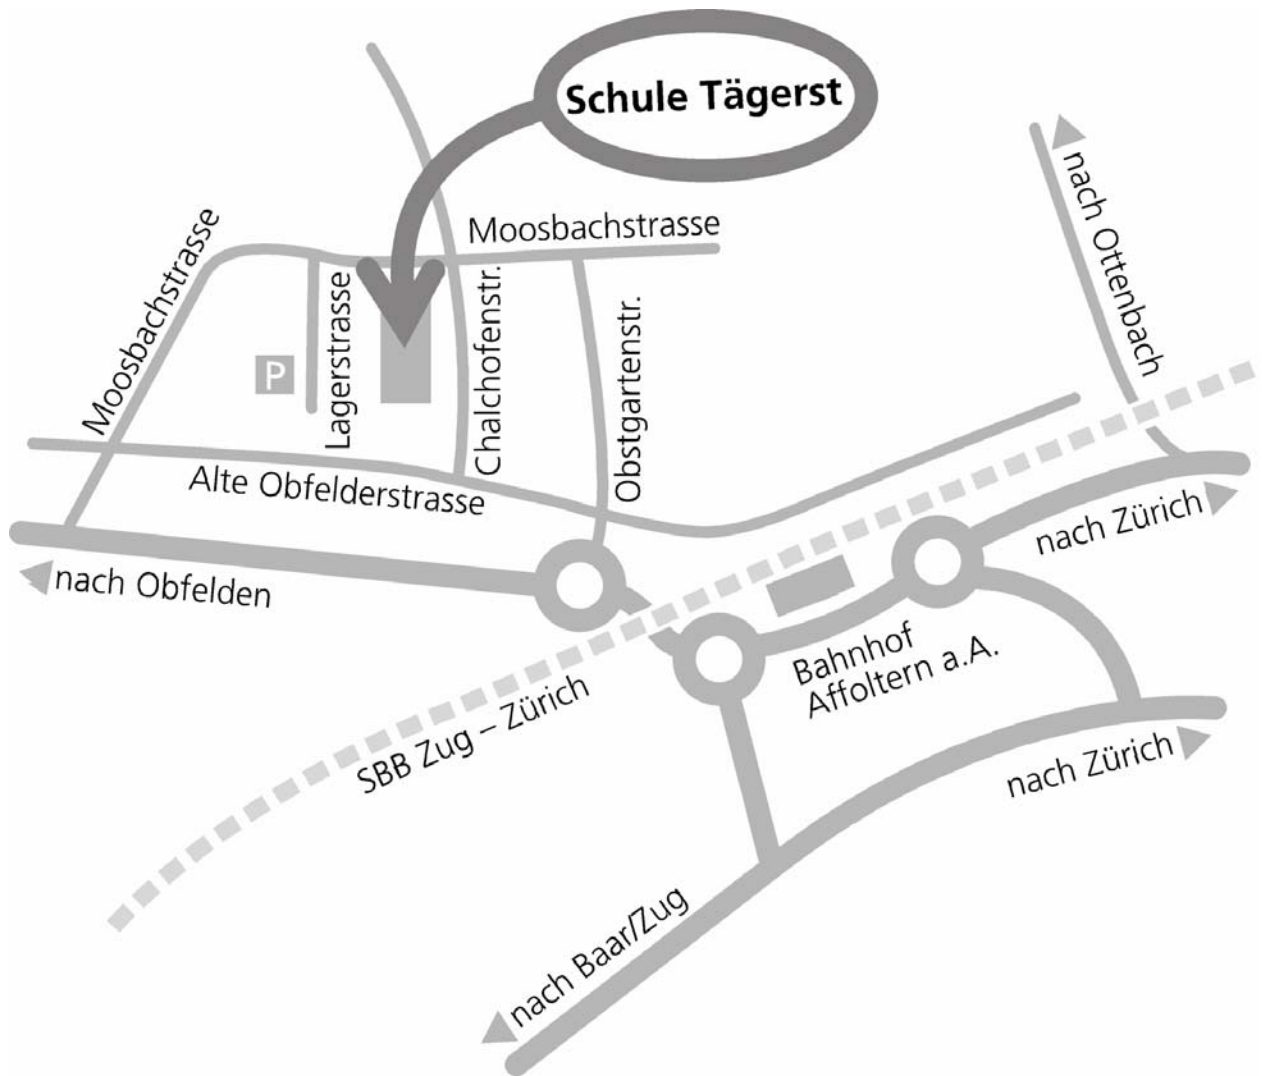 Schule Tägerst
Moosbachstrasse
Moosbachstrasse
nach Ottenbach
Lagerstrasse
Chalchofenstr.
Obstgartenstr.
P
Alte Obfelderstrasse
nach Zürich
nach Obfelden
Bahnhof
Affoltern a.A.
SBB Zug – Zürich
nach Zürich
nach Baar/Zug